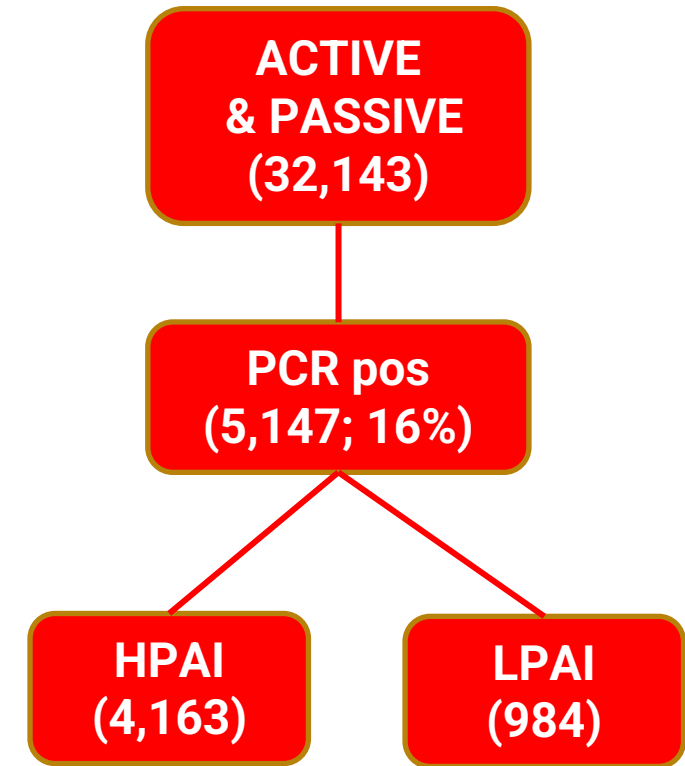 ACTIVE
& PASSIVE
(32,143)
PCR pos
(5,147; 16%)
HPAI
(4,163)
LPAI
(984)